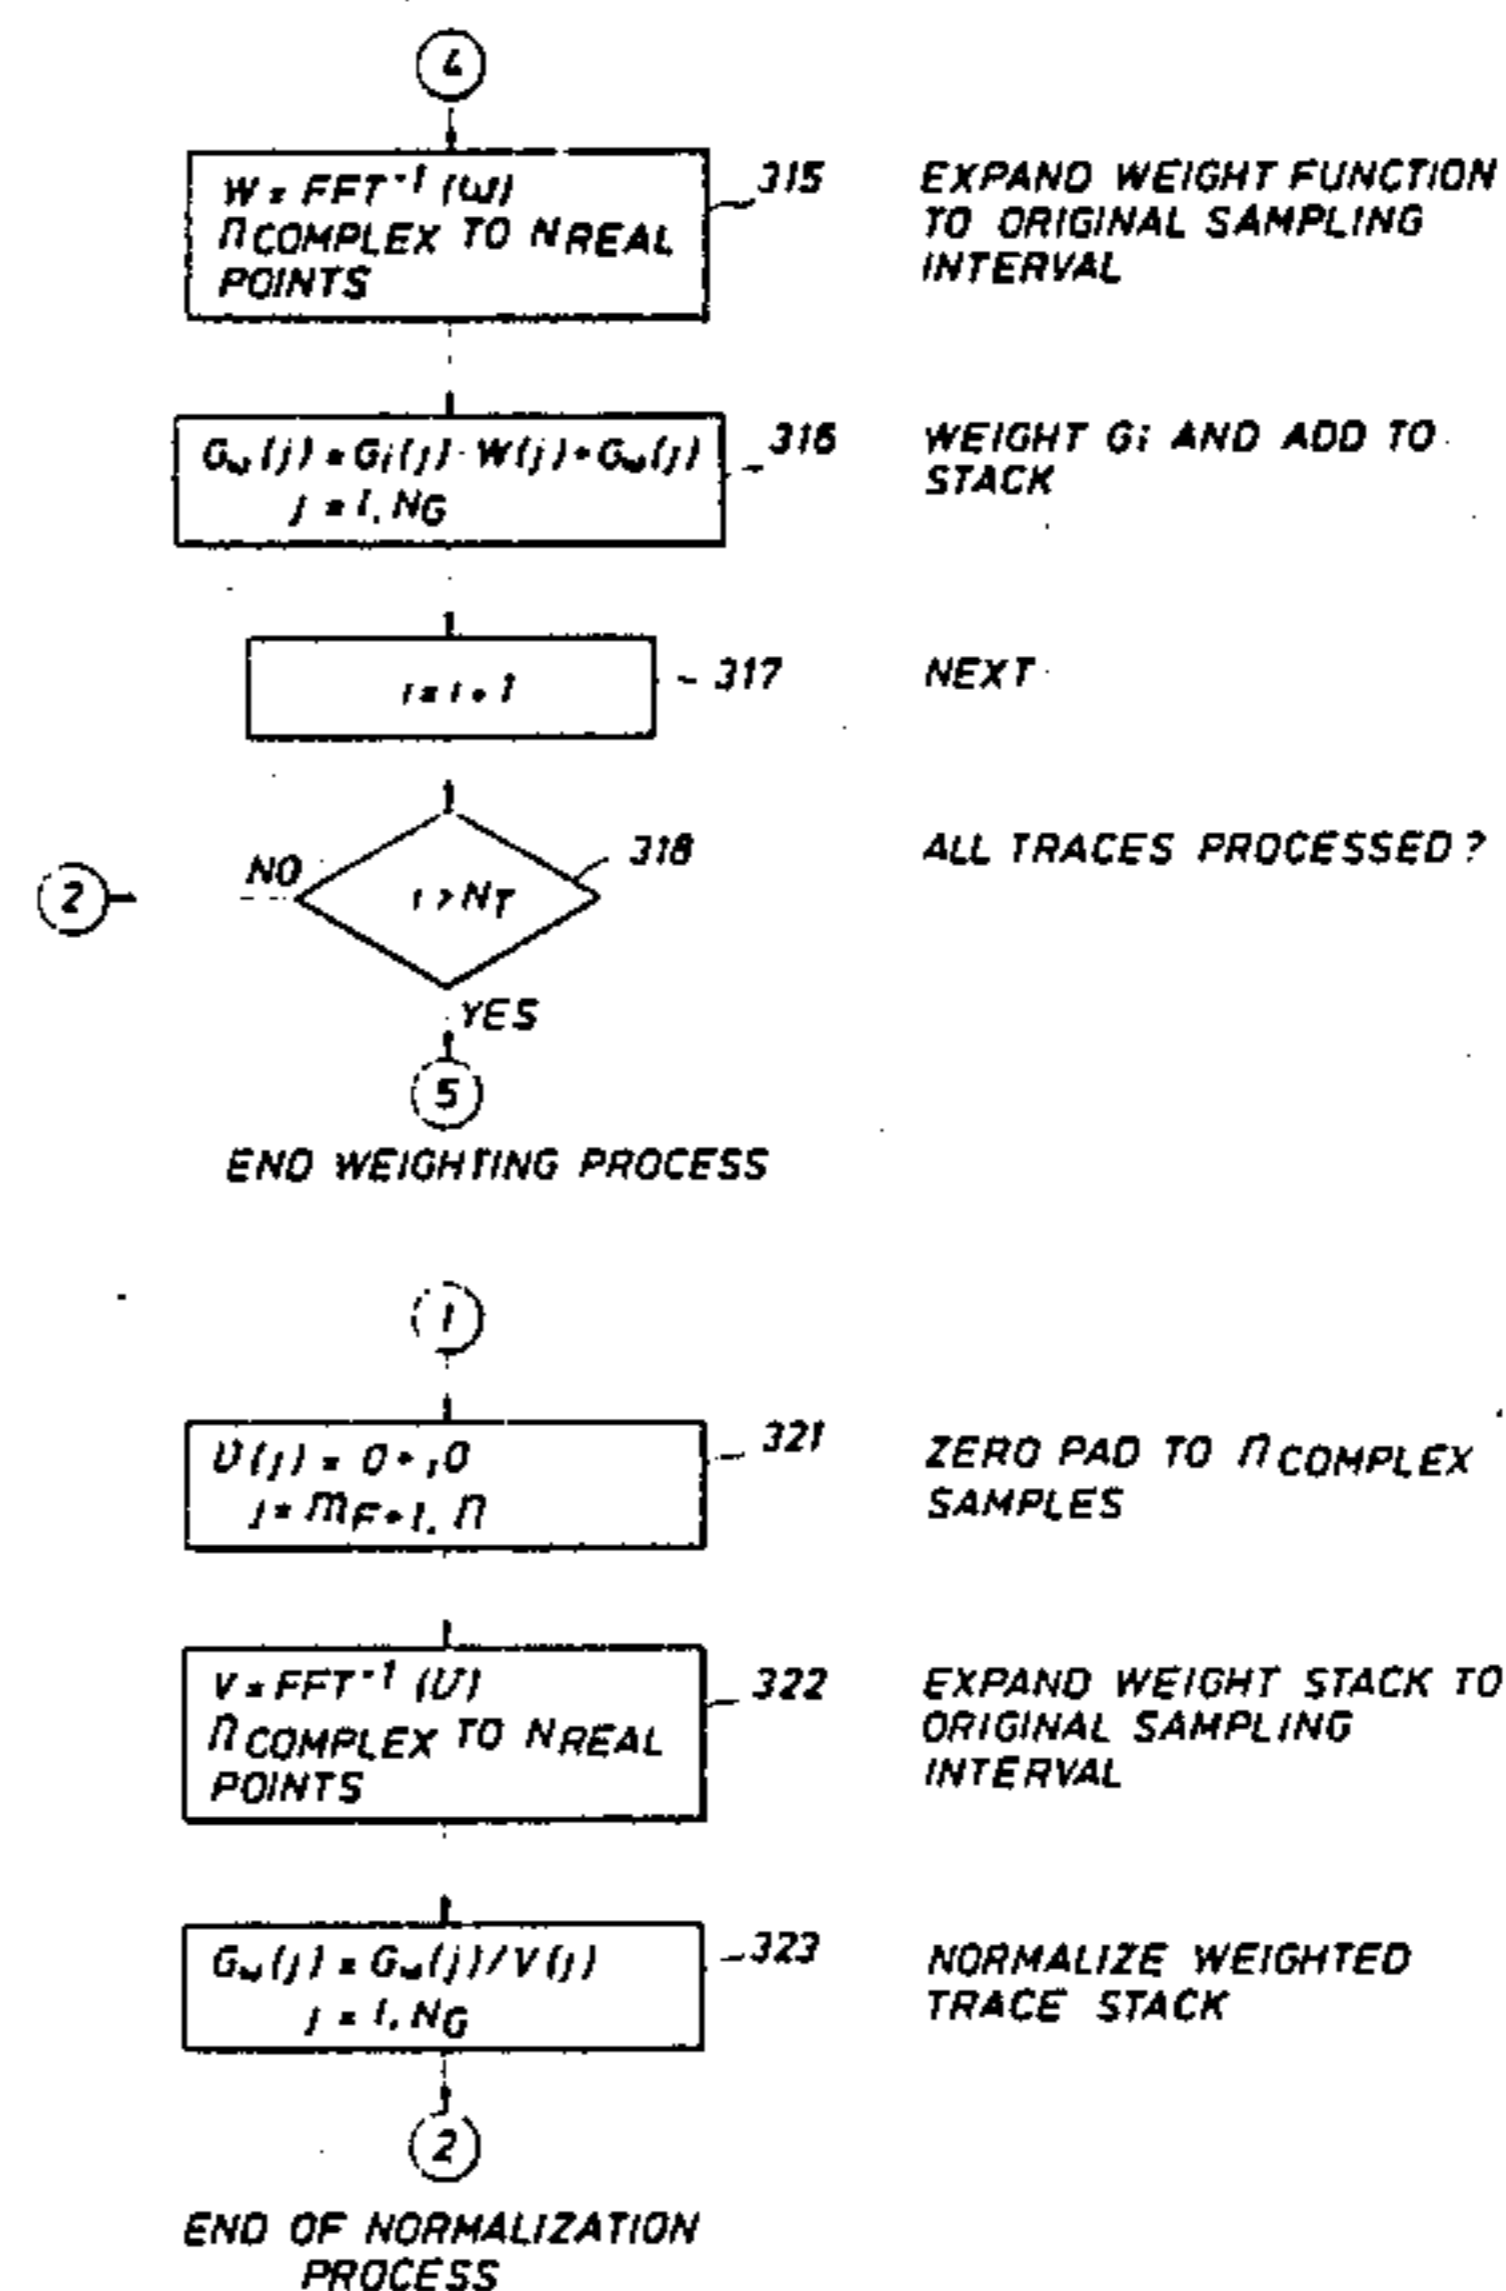 4
W = FFT⁻¹ (ω) 315 EXPAND WEIGHT FUNCTION
n COMPLEX TO N REAL TO ORIGINAL SAMPLING
POINTS INTERVAL
Gω(j) = Gi(j) · W(j) + Gω(j) 316 WEIGHT Gi AND ADD TO
j = 1, NG STACK
i = i + 1 317 NEXT
NO 318 ALL TRACES PROCESSED ?
2 i > NT
YES
5
END WEIGHTING PROCESS
1
U(j) = 0 + i0 321 ZERO PAD TO n COMPLEX
j = mF+1, n SAMPLES
V = FFT⁻¹ (U) 322 EXPAND WEIGHT STACK TO
n COMPLEX TO N REAL ORIGINAL SAMPLING
POINTS INTERVAL
Gω(j) = Gω(j)/V(j) 323 NORMALIZE WEIGHTED
j = 1, NG TRACE STACK
2
END OF NORMALIZATION
PROCESS